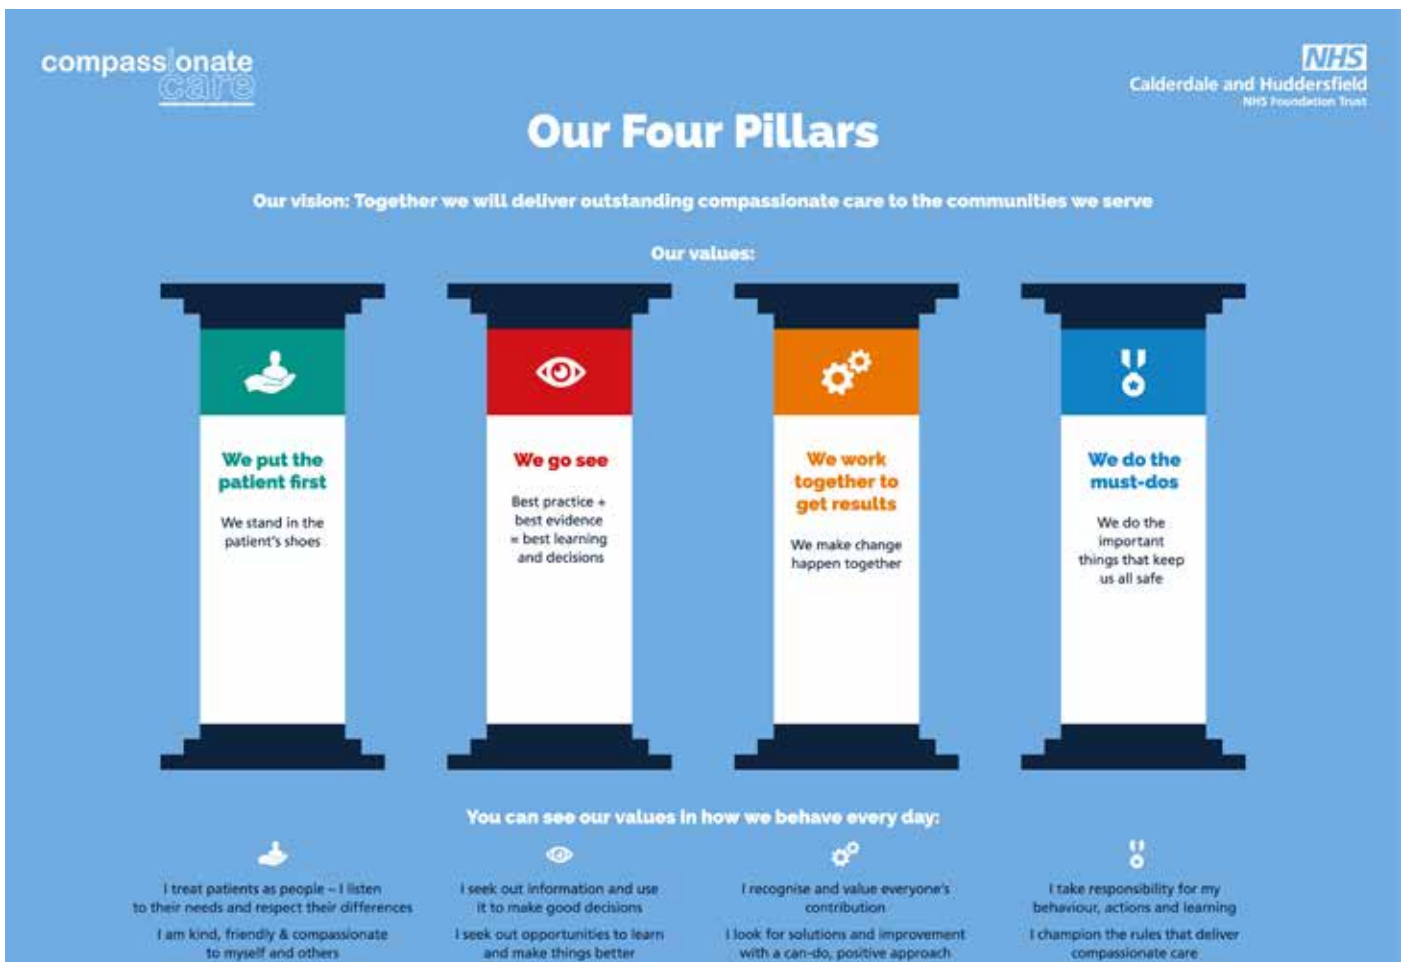 compassionate
care
NHS
Calderdale and Huddersfield
NHS Foundation Trust
Our Four Pillars
Our vision: Together we will deliver outstanding compassionate care to the communities we serve
Our values:
We put the
patient first
We stand in the
patient's shoes
We go see
Best practice +
best evidence
= best learning
and decisions
We work
together to
get results
We make change
happen together
We do the
must-dos
We do the
important
things that keep
us all safe
You can see our values in how we behave every day:
I treat patients as people – I listen
to their needs and respect their differences
I am kind, friendly & compassionate
to myself and others
I seek out information and use
it to make good decisions
I seek out opportunities to learn
and make things better
I recognise and value everyone's
contribution
I look for solutions and improvement
with a can-do, positive approach
I take responsibility for my
behaviour, actions and learning
I champion the rules that deliver
compassionate care